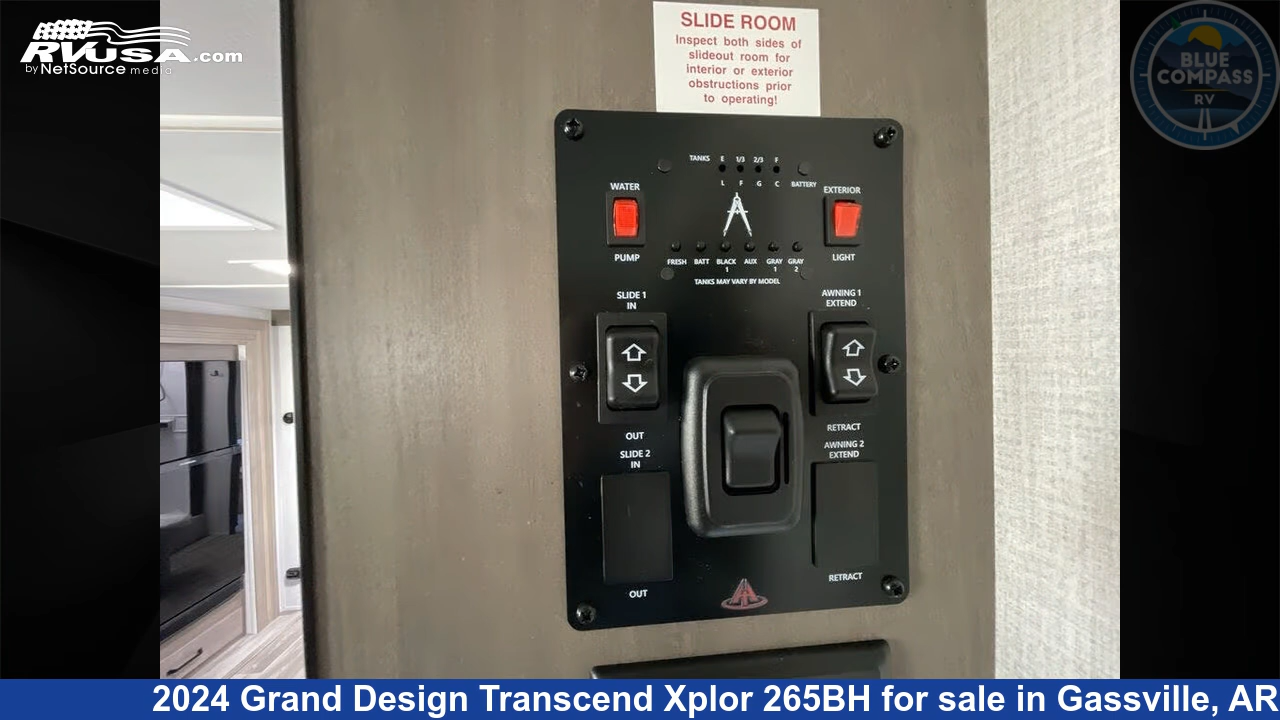 RVUSA.com
by NetSource media
BLUE
COMPASS
RV
SLIDE ROOM
Inspect both sides of
slideout room for
interior or exterior
obstructions prior
to operating!
TANKS E 1/3 2/3 F
L F G C BATTERY
WATER
PUMP
EXTERIOR
LIGHT
FRESH BATT BLACK 1 AUX GRAY 1 GRAY 2
TANKS MAY VARY BY MODEL
SLIDE 1
IN
OUT
AWNING 1
EXTEND
RETRACT
SLIDE 2
IN
OUT
AWNING 2
EXTEND
RETRACT
2024 Grand Design Transcend Xplor 265BH for sale in Gassville, AR